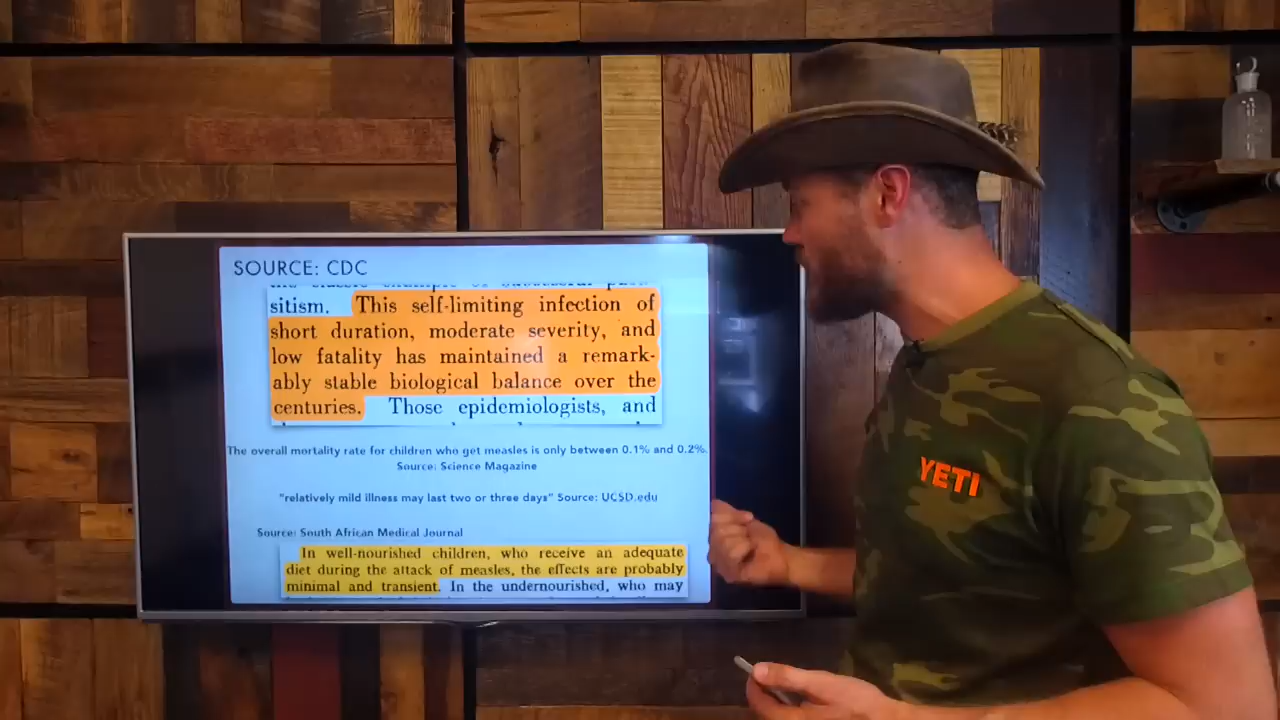 SOURCE: CDC
sitism. This self-limiting infection of
short duration, moderate severity, and
low fatality has maintained a remark-
ably stable biological balance over the
centuries. Those epidemiologists, and
The overall mortality rate for children who get measles is only between 0.1% and 0.2%.
Source: Science Magazine
"relatively mild illness may last two or three days" Source: UCSD.edu
Source: South African Medical Journal
In well-nourished children, who receive an adequate
diet during the attack of measles, the effects are probably
minimal and transient. In the undernourished, who may
YETI